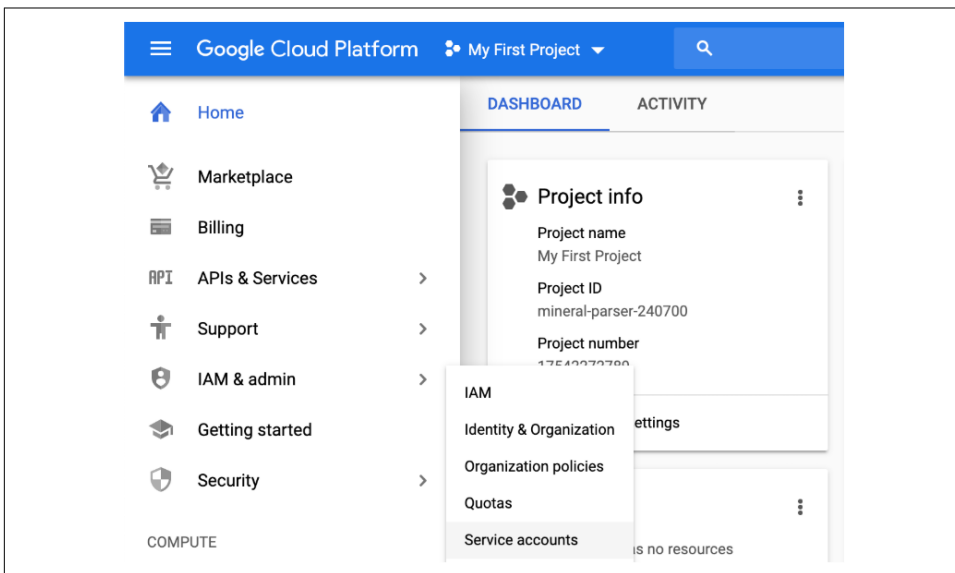 Google Cloud Platform My First Project
Home
Marketplace
Billing
API APIs & Services
Support
IAM & admin
Getting started
Security
COMPUTE
DASHBOARD ACTIVITY
Project info
Project name
My First Project
Project ID
mineral-parser-240700
Project number
IAM
Identity & Organization
Organization policies
Quotas
Service accounts
ettings
no resources